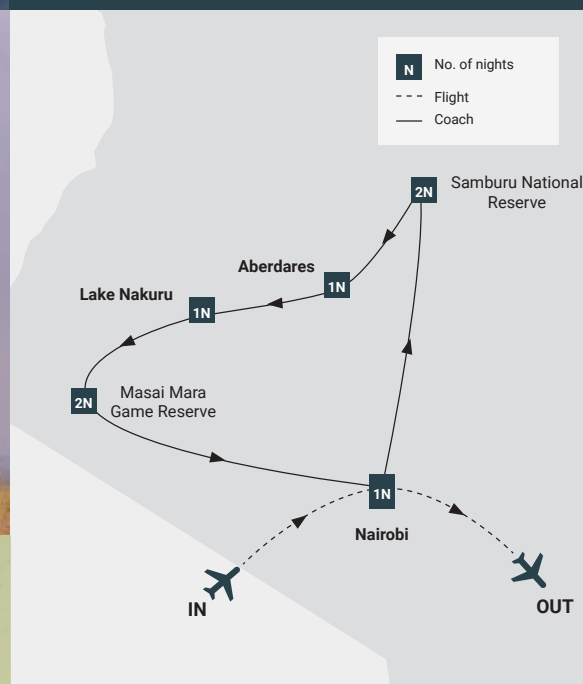 N
No. of nights
Flight
Coach
2N
Samburu National
Reserve
Aberdares
1N
Lake Nakuru
1N
2N
Masai Mara
Game Reserve
1N
Nairobi
IN
OUT